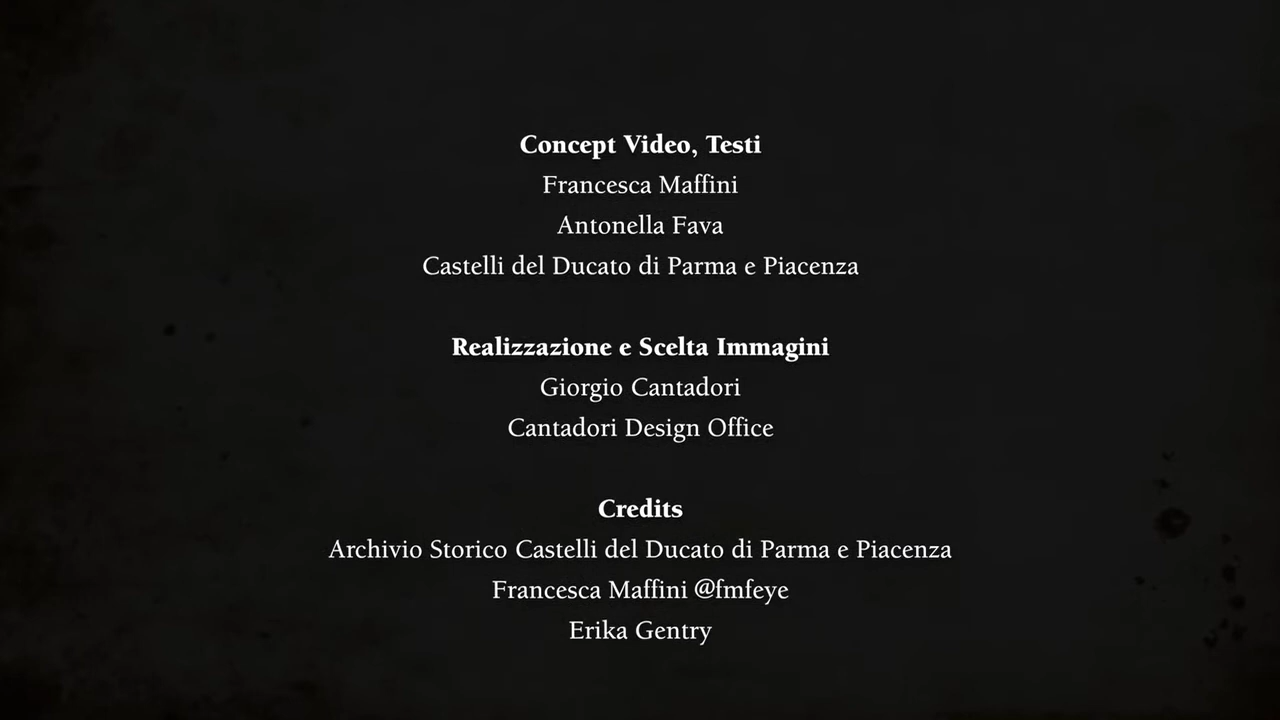 Concept Video, Testi
Francesca Maffini
Antonella Fava
Castelli del Ducato di Parma e Piacenza
Realizzazione e Scelta Immagini
Giorgio Cantadori
Cantadori Design Office
Credits
Archivio Storico Castelli del Ducato di Parma e Piacenza
Francesca Maffini @fmfeye
Erika Gentry